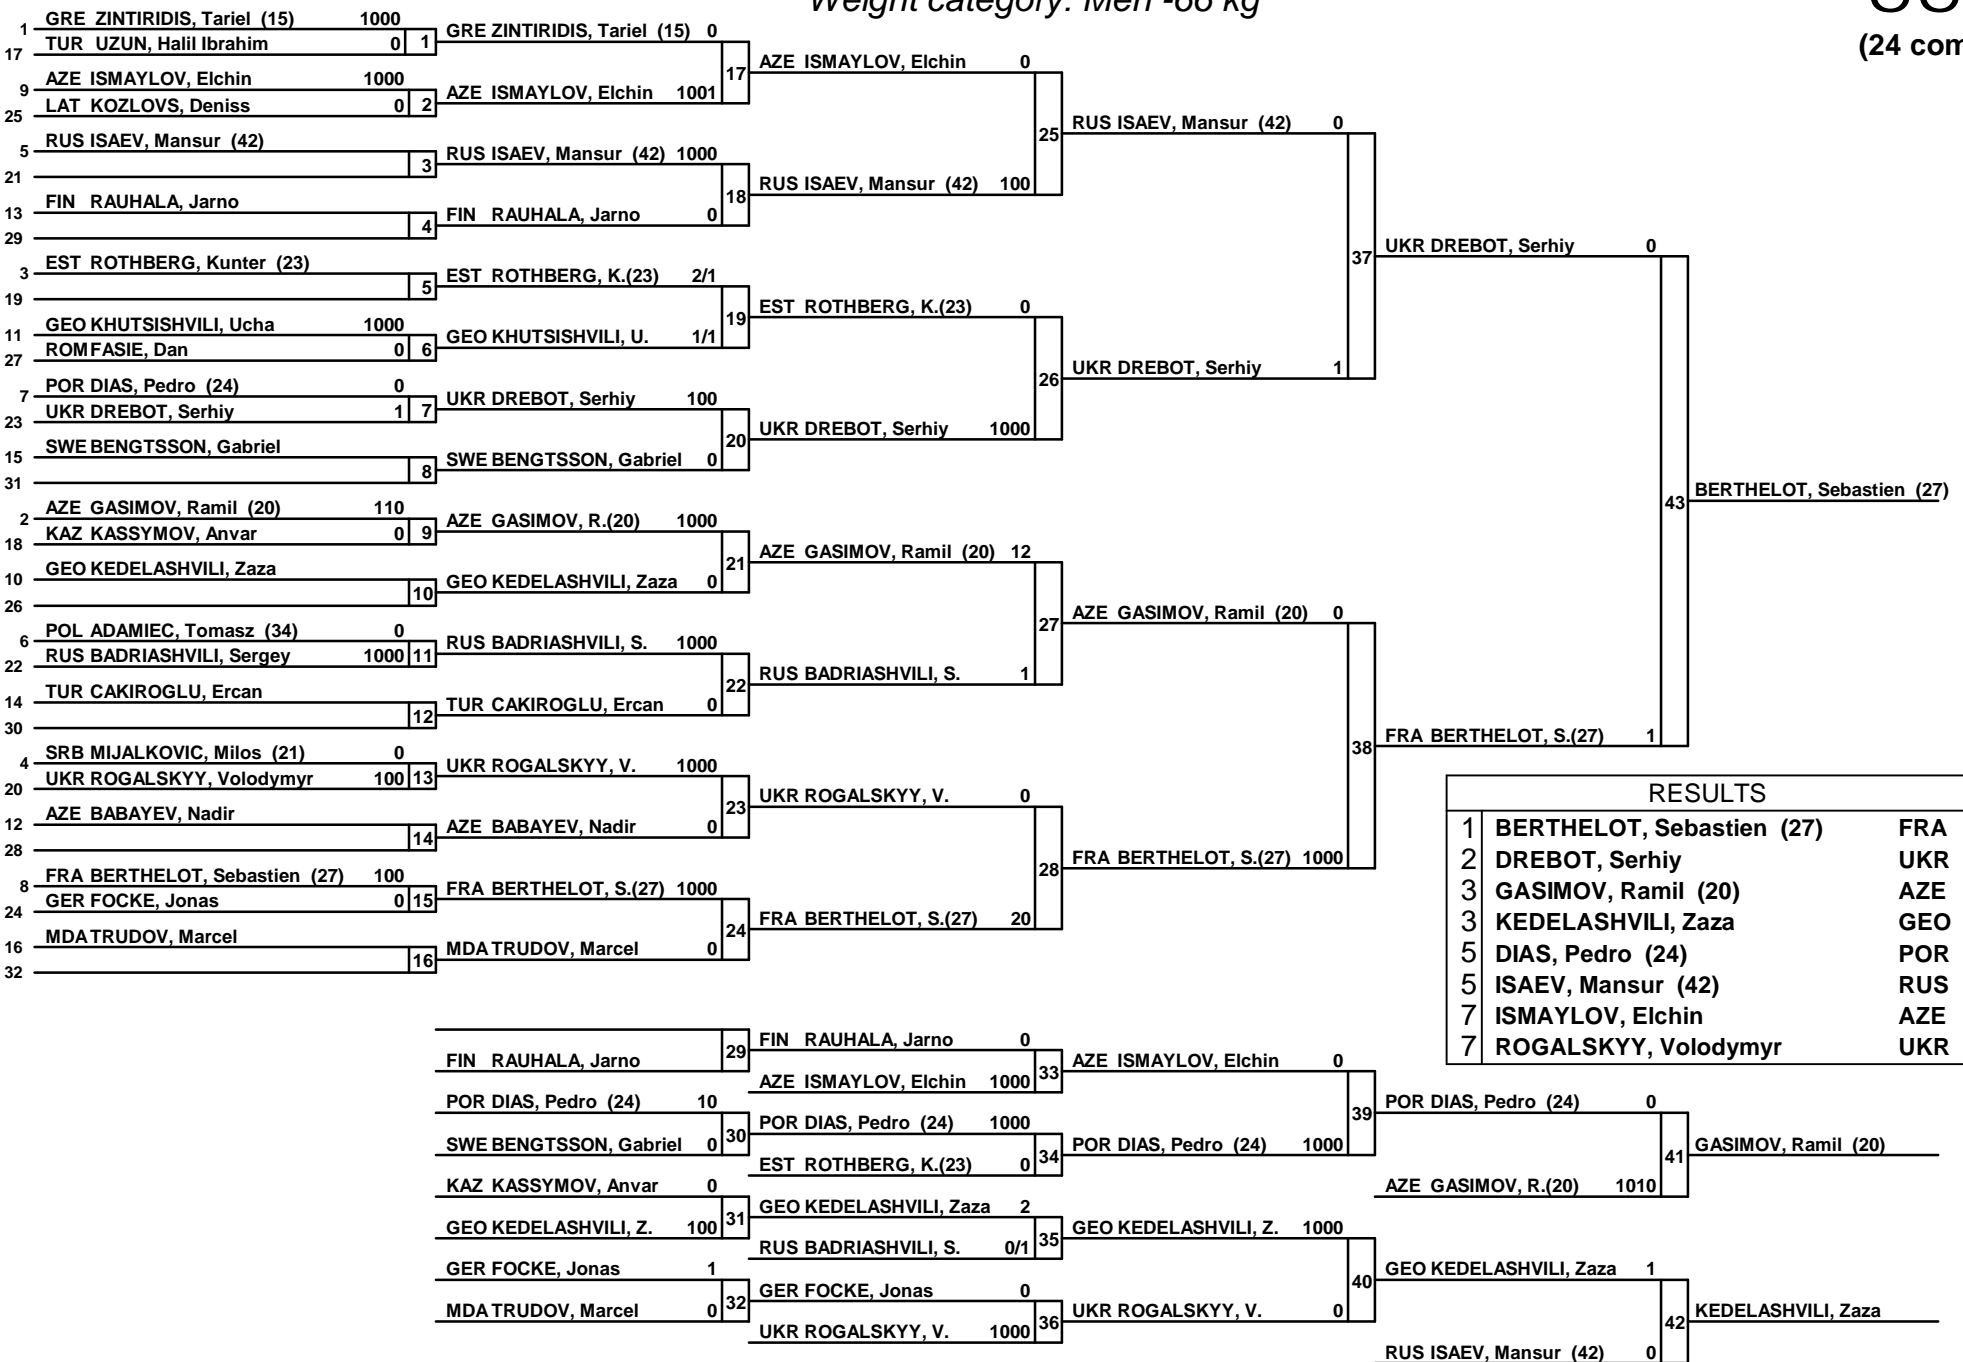 Weight category: Men -66 kg
(24 com
1 GRE ZINTIRIDIS, Tariel (15) 1000
17 TUR UZUN, Halil Ibrahim 0 1
9 AZE ISMAYLOV, Elchin 1000
25 LAT KOZLOVS, Deniss 0 2
5 RUS ISAEV, Mansur (42)
21 3
13 FIN RAUHALA, Jarno
29 4
3 EST ROTHBERG, Kunter (23)
19 5
11 GEO KHUTSISHVILI, Ucha 1000
27 ROM FASIE, Dan 0 6
7 POR DIAS, Pedro (24) 0
23 UKR DREBOT, Serhiy 1 7
15 SWE BENGTSSON, Gabriel
31 8
2 AZE GASIMOV, Ramil (20) 110
18 KAZ KASSYMOV, Anvar 0 9
10 GEO KEDELASHVILI, Zaza
26 10
6 POL ADAMIEC, Tomasz (34) 0
22 RUS BADRIASHVILI, Sergey 1000 11
14 TUR CAKIROGLU, Ercan
30 12
4 SRB MIJALKOVIC, Milos (21) 0
20 UKR ROGALSKYY, Volodymyr 100 13
12 AZE BABAYEV, Nadir
28 14
8 FRA BERTHELOT, Sebastien (27) 100
24 GER FOCKE, Jonas 0 15
16 MDA TRUDOV, Marcel
32 16
GRE ZINTIRIDIS, Tariel (15) 0
17
AZE ISMAYLOV, Elchin 1001
RUS ISAEV, Mansur (42) 1000
18
FIN RAUHALA, Jarno 0
EST ROTHBERG, K.(23) 2/1
19
GEO KHUTSISHVILI, U. 1/1
UKR DREBOT, Serhiy 100
20
SWE BENGTSSON, Gabriel 0
AZE GASIMOV, R.(20) 1000
21
GEO KEDELASHVILI, Zaza 0
RUS BADRIASHVILI, S. 1000
22
TUR CAKIROGLU, Ercan 0
UKR ROGALSKYY, V. 1000
23
AZE BABAYEV, Nadir 0
FRA BERTHELOT, S.(27) 1000
24
MDA TRUDOV, Marcel 0
AZE ISMAYLOV, Elchin 0
25
RUS ISAEV, Mansur (42) 100
EST ROTHBERG, K.(23) 0
26
UKR DREBOT, Serhiy 1000
AZE GASIMOV, Ramil (20) 12
27
RUS BADRIASHVILI, S. 1
UKR ROGALSKYY, V. 0
28
FRA BERTHELOT, S.(27) 20
RUS ISAEV, Mansur (42) 0
37
UKR DREBOT, Serhiy 1
AZE GASIMOV, Ramil (20) 0
38
FRA BERTHELOT, S.(27) 1000
UKR DREBOT, Serhiy 0
43
FRA BERTHELOT, S.(27) 1
BERTHELOT, Sebastien (27)
RESULTS
1 BERTHELOT, Sebastien (27) FRA
2 DREBOT, Serhiy UKR
3 GASIMOV, Ramil (20) AZE
3 KEDELASHVILI, Zaza GEO
5 DIAS, Pedro (24) POR
5 ISAEV, Mansur (42) RUS
7 ISMAYLOV, Elchin AZE
7 ROGALSKYY, Volodymyr UKR
29
FIN RAUHALA, Jarno
POR DIAS, Pedro (24) 10
30
SWE BENGTSSON, Gabriel 0
KAZ KASSYMOV, Anvar 0
31
GEO KEDELASHVILI, Z. 100
GER FOCKE, Jonas 1
32
MDA TRUDOV, Marcel 0
FIN RAUHALA, Jarno 0
33
AZE ISMAYLOV, Elchin 1000
POR DIAS, Pedro (24) 1000
34
EST ROTHBERG, K.(23) 0
GEO KEDELASHVILI, Zaza 2
35
RUS BADRIASHVILI, S. 0/1
GER FOCKE, Jonas 0
36
UKR ROGALSKYY, V. 1000
AZE ISMAYLOV, Elchin 0
39
POR DIAS, Pedro (24) 1000
GEO KEDELASHVILI, Z. 1000
40
UKR ROGALSKYY, V. 0
POR DIAS, Pedro (24) 0
41
AZE GASIMOV, R.(20) 1010
GEO KEDELASHVILI, Zaza 1
42
RUS ISAEV, Mansur (42) 0
GASIMOV, Ramil (20)
KEDELASHVILI, Zaza